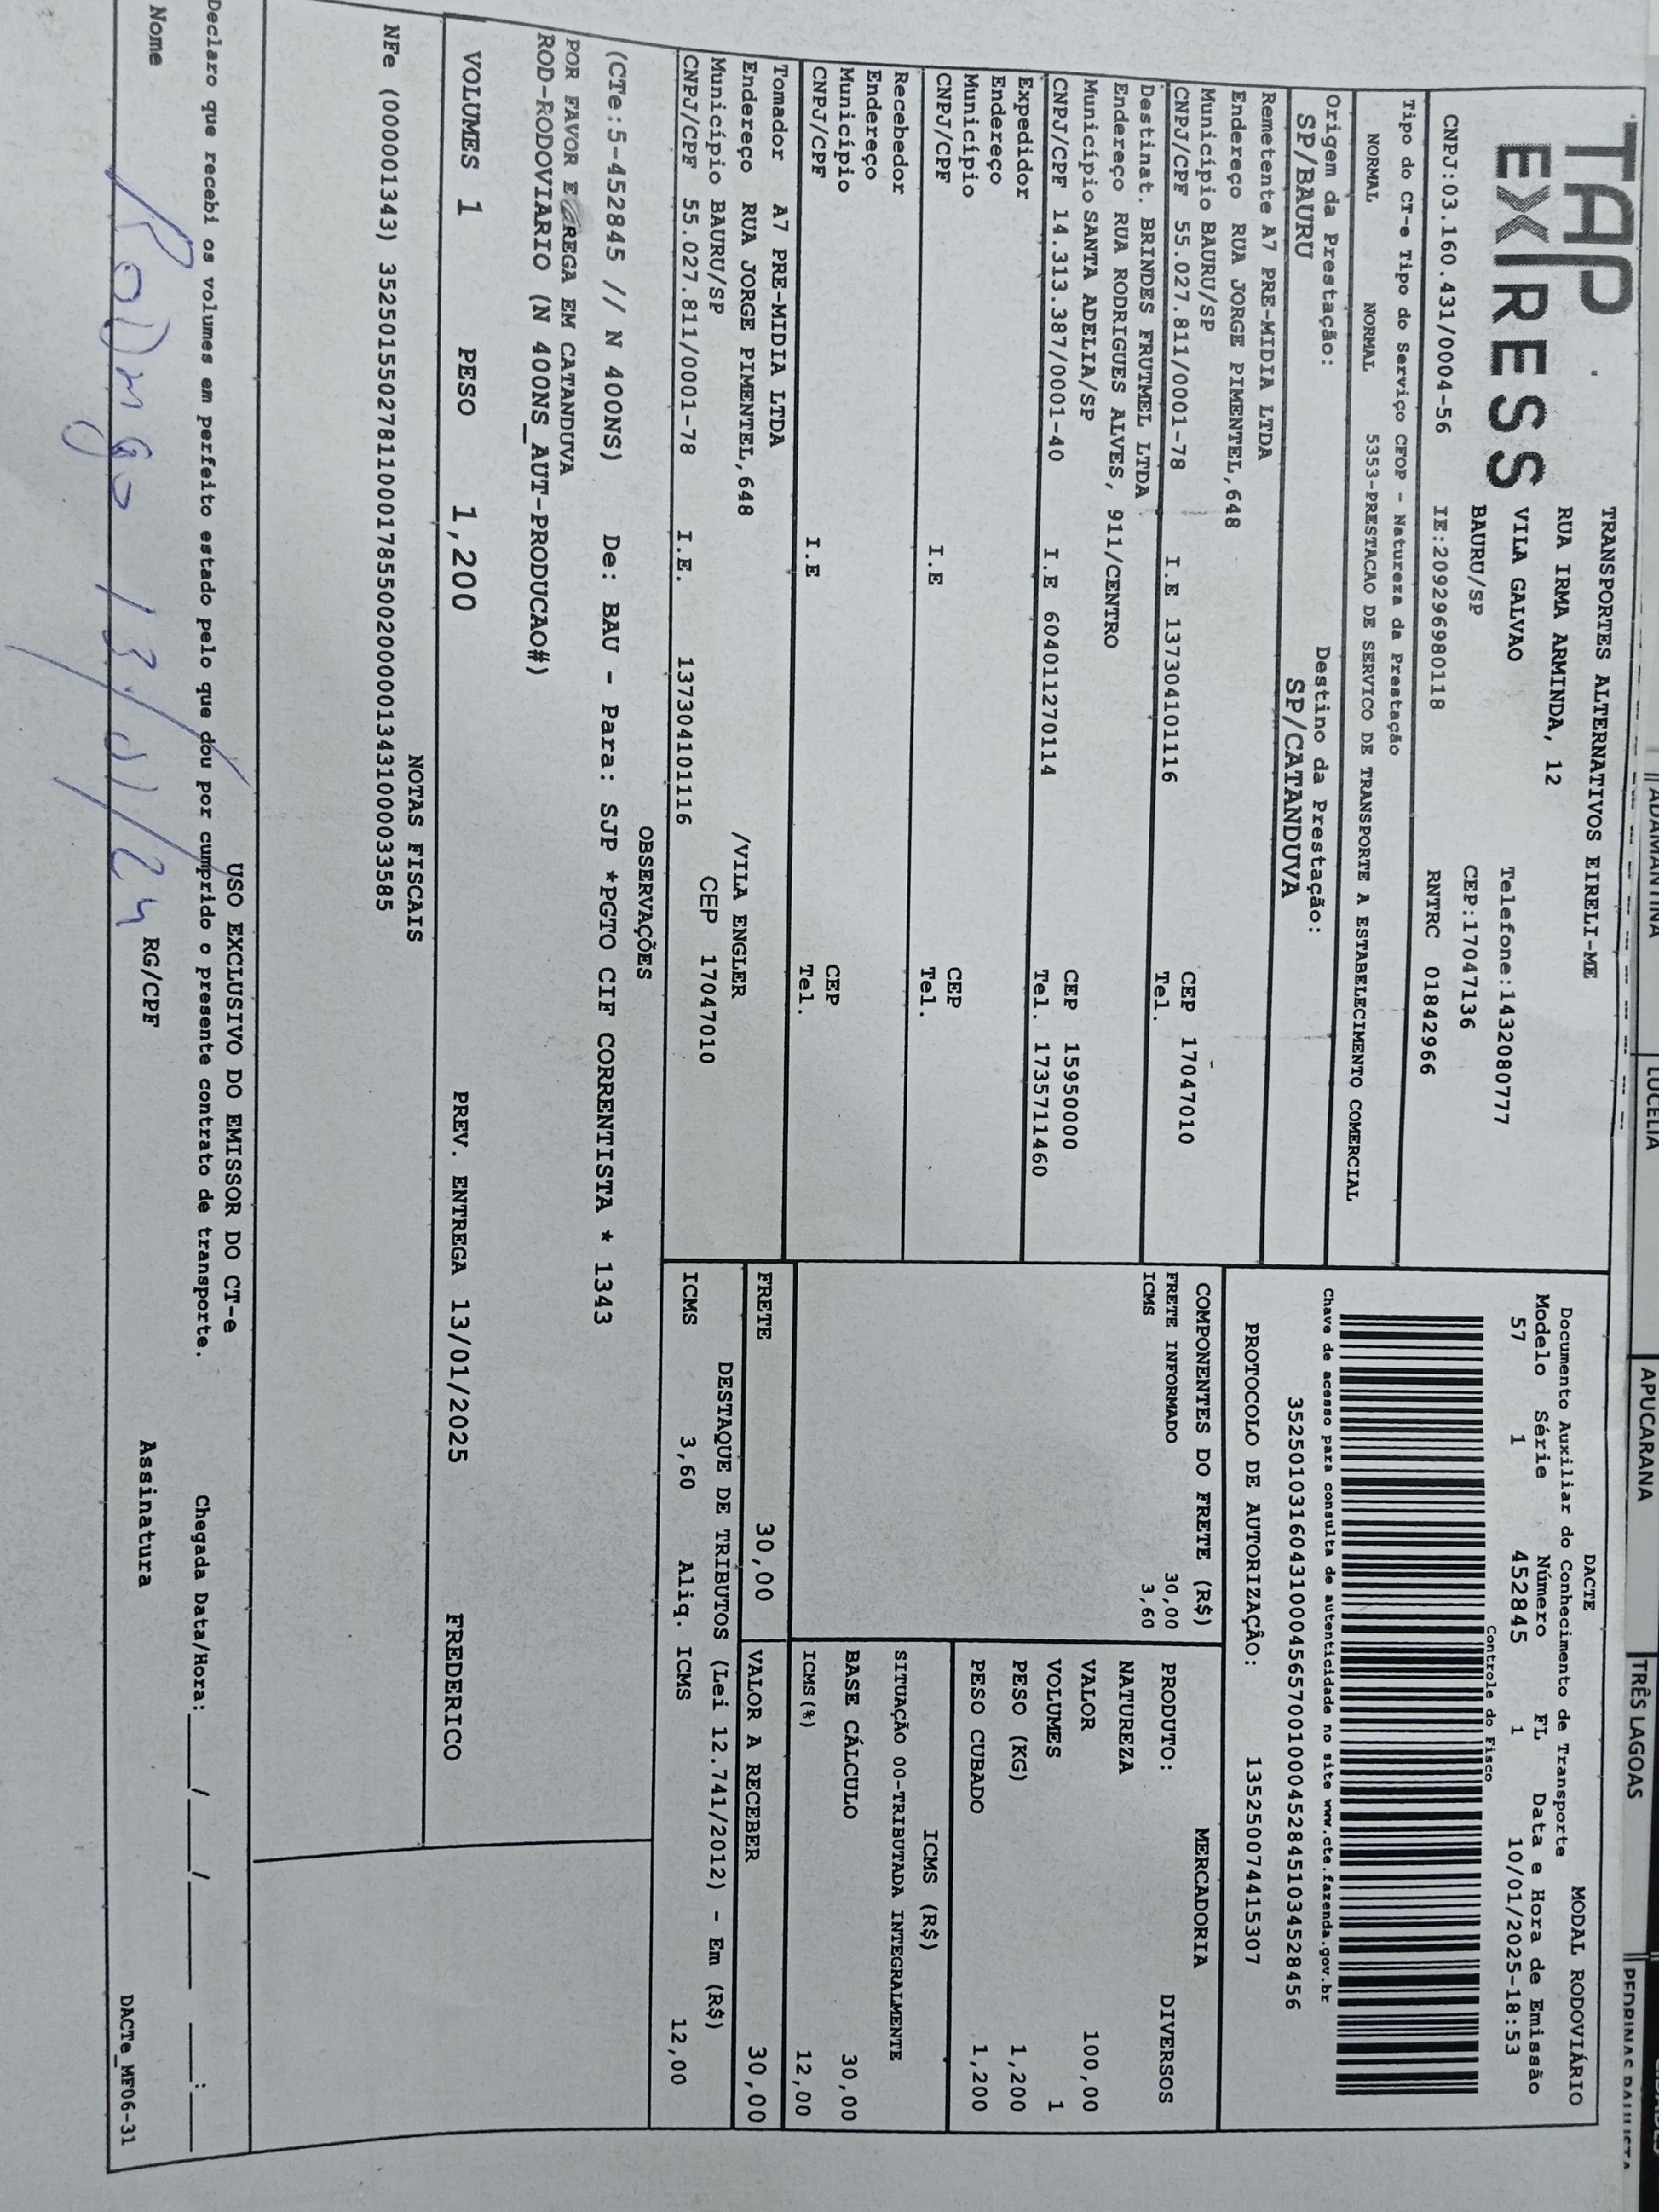 ADAMANTINA
LUCELIA
APUCARANA
TRÊS LAGOAS
TAP
EXPRESS
TRANSPORTES ALTERNATIVOS EIRELI-ME
RUA IRMA ARMINDA, 12
VILA GALVAO
Telefone:1432080777
BAURU/SP
CEP:17047136
CNPJ:03.160.431/0004-56
IE:209296980118
RNTRC 01842966
Tipo do CT-e Tipo do Serviço CFOP - Natureza da Prestação
NORMAL NORMAL 5353-PRESTACAO DE SERVICO DE TRANSPORTE A ESTABELECIMENTO COMERCIAL
Origem da Prestação:
SP/BAURU
Destino da Prestação:
SP/CATANDUVA
Remetente A7 PRE-MIDIA LTDA
Endereço RUA JORGE PIMENTEL,648
Município BAURU/SP
CEP 17047010
CNPJ/CPF 55.027.811/0001-78
I.E 137304101116
Tel.
Destinat. BRINDES FRUTMEL LTDA
Endereço RUA RODRIGUES ALVES, 911/CENTRO
Município SANTA ADELIA/SP
CEP 15950000
CNPJ/CPF 14.313.387/0001-40
I.E 604011270114
Tel. 1735711460
Expedidor
Endereço
Município
CEP
CNPJ/CPF
I.E
Tel.
Recebedor
Endereço
Município
CEP
CNPJ/CPF
I.E
Tel.
Tomador A7 PRE-MIDIA LTDA
Endereço RUA JORGE PIMENTEL,648
/VILA ENGLER
Município BAURU/SP
CEP 17047010
CNPJ/CPF 55.027.811/0001-78
I.E. 137304101116
DACTE
MODAL RODOVIÁRIO
Documento Auxiliar do Conhecimento de Transporte
Modelo Série Número FL Data e Hora de Emissão
57 1 452845 1 10/01/2025-18:53
Controle do Fisco
Chave de acesso para consulta de autenticidade no site www.cte.fazenda.gov.br
35250103160431000456570010004528451034528456
PROTOCOLO DE AUTORIZAÇÃO: 135250074415307
COMPONENTES DO FRETE (R$)
FRETE INFORMADO 30,00
ICMS 3,60
MERCADORIA
PRODUTO: DIVERSOS
NATUREZA
VALOR 100,00
VOLUMES 1
PESO (KG) 1,200
PESO CUBADO 1,200
ICMS (R$)
SITUAÇÃO 00-TRIBUTADA INTEGRALMENTE
BASE CÁLCULO 30,00
ICMS(%) 12,00
FRETE 30,00
VALOR A RECEBER 30,00
DESTAQUE DE TRIBUTOS (Lei 12.741/2012) - Em (R$)
ICMS 3,60 Aliq. ICMS 12,00
OBSERVAÇÕES
(CTe:5-452845 // N 400NS) De: BAU - Para: SJP *PGTO CIF CORRENTISTA * 1343
POR FAVOR EM CATANDUVA
ROD-RODOVIARIO (N 400NS_AUT-PRODUCAO#)
VOLUMES 1 PESO 1,200 PREV. ENTREGA 13/01/2025 FREDERICO
NOTAS FISCAIS
NFe (000001343) 35250155027811000178550020000013431000033585
USO EXCLUSIVO DO EMISSOR DO CT-e
Declaro que recebi os volumes em perfeito estado pelo que dou por cumprido o presente contrato de transporte.
Chegada Data/Hora:____/____/______ ____:____
Nome
RG/CPF
Assinatura
Rodrigo 13/01/24
DACTe_MF06-31